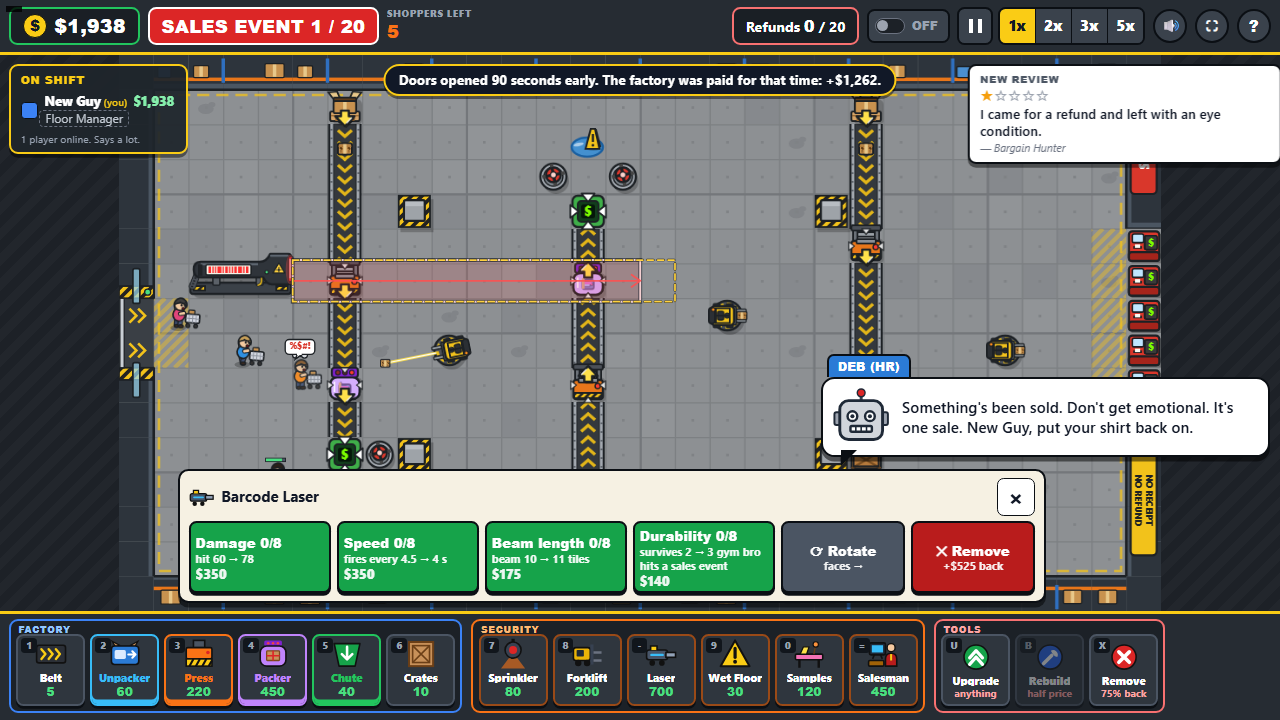 $1,938
SALES EVENT 1 / 20
SHOPPERS LEFT
5
Refunds 0 / 20
OFF
1x
2x
3x
5x
?
ON SHIFT
New Guy (you) $1,938
Floor Manager
1 player online. Says a lot.
Doors opened 90 seconds early. The factory was paid for that time: +$1,262.
NEW REVIEW
I came for a refund and left with an eye
condition.
— Bargain Hunter
%$#!
DEB (HR)
Something's been sold. Don't get emotional. It's
one sale. New Guy, put your shirt back on.
NO RECEIPT
NO REFUND
Barcode Laser
Damage 0/8
hit 60 → 78
$350
Speed 0/8
fires every 4.5 → 4 s
$350
Beam length 0/8
beam 10 → 11 tiles
$175
Durability 0/8
survives 2 → 3 gym bro
hits a sales event
$140
Rotate
faces →
Remove
+$525 back
FACTORY
1
Belt
5
2
Unpacker
60
3
Press
220
4
Packer
450
5
Chute
40
6
Crates
10
SECURITY
7
Sprinkler
80
8
Forklift
200
-
Laser
700
9
Wet Floor
30
0
Samples
120
=
Salesman
450
TOOLS
U
Upgrade
anything
B
Rebuild
half price
X
Remove
75% back